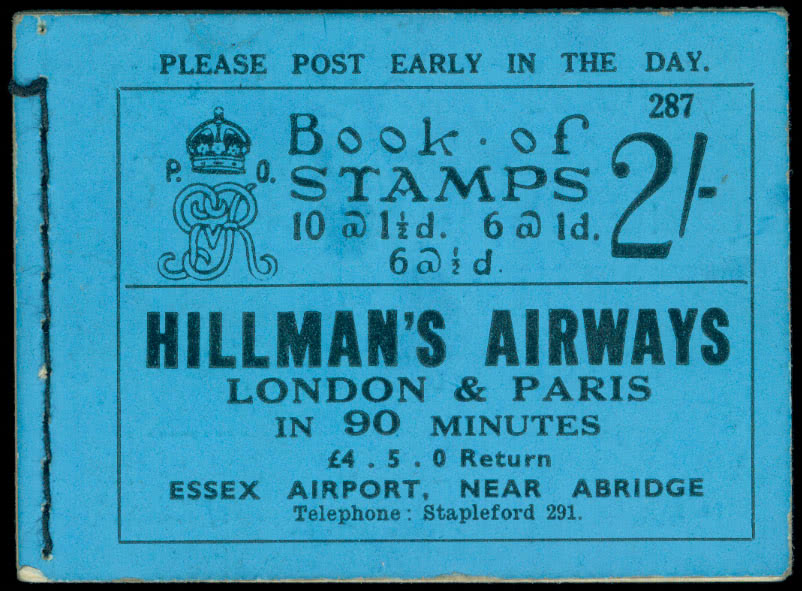 PLEASE POST EARLY IN THE DAY.
287
P. O.
GRV
Book of
STAMPS
2/-
10 @ 1½d. 6 @ 1d.
6 @ ½d.
HILLMAN'S AIRWAYS
LONDON & PARIS
IN 90 MINUTES
£4 . 5 . 0 Return
ESSEX AIRPORT, NEAR ABRIDGE
Telephone: Stapleford 291.